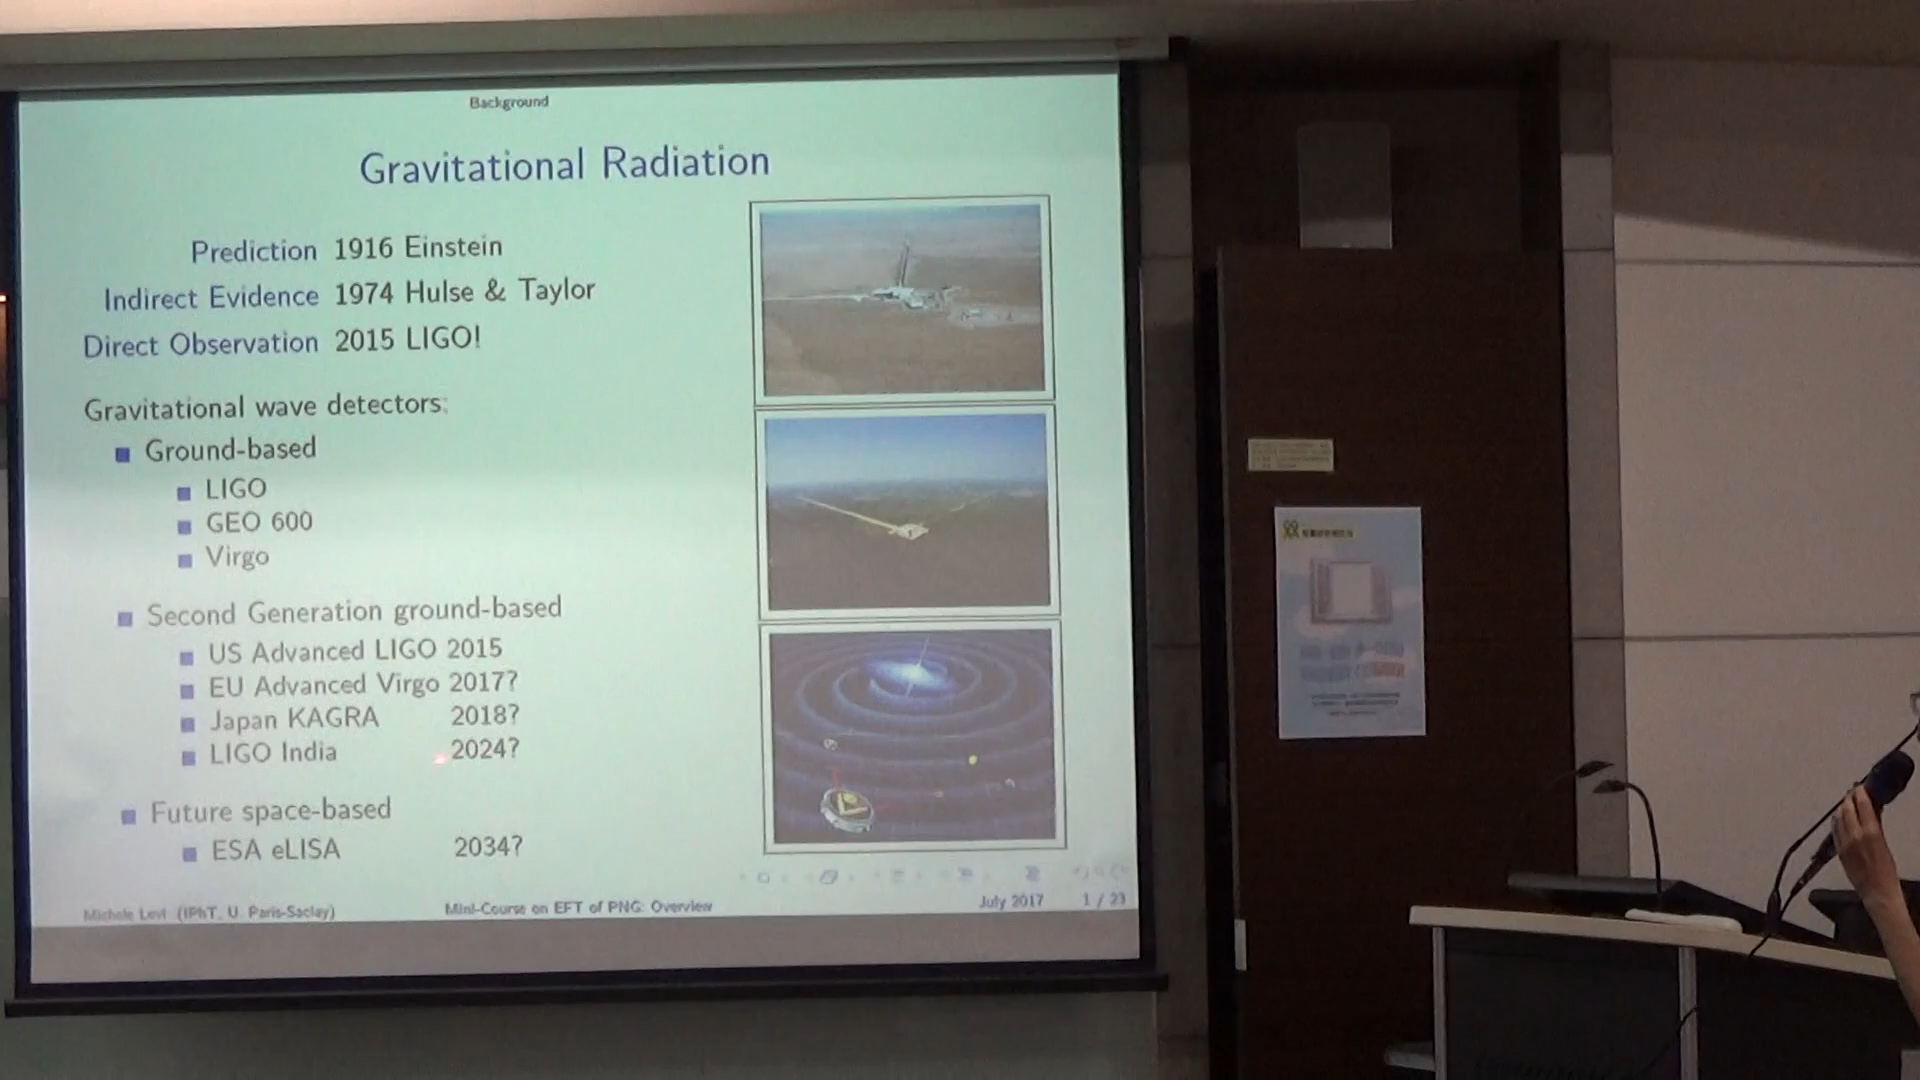 Background
Gravitational Radiation
Prediction 1916 Einstein
Indirect Evidence 1974 Hulse & Taylor
Direct Observation 2015 LIGO!
Gravitational wave detectors:
Ground-based
LIGO
GEO 600
Virgo
Second Generation ground-based
US Advanced LIGO 2015
EU Advanced Virgo 2017?
Japan KAGRA 2018?
LIGO India 2024?
Future space-based
ESA eLISA 2034?
Michele Levi (IPhT, U. Paris-Saclay) Mini-Course on EFT of PNG: Overview July 2017 1 / 23